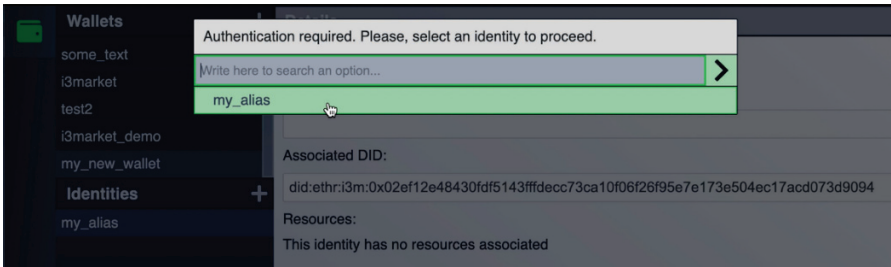 Wallets
some_text
i3market
test2
i3market_demo
my_new_wallet
Identities +
my_alias
Details
Authentication required. Please, select an identity to proceed.
Write here to search an option...
my_alias
Associated DID:
did:ethr:i3m:0x02ef12e48430fdf5143fffdecc73ca10f06f26f95e7e173e504ec17acd073d9094
Resources:
This identity has no resources associated